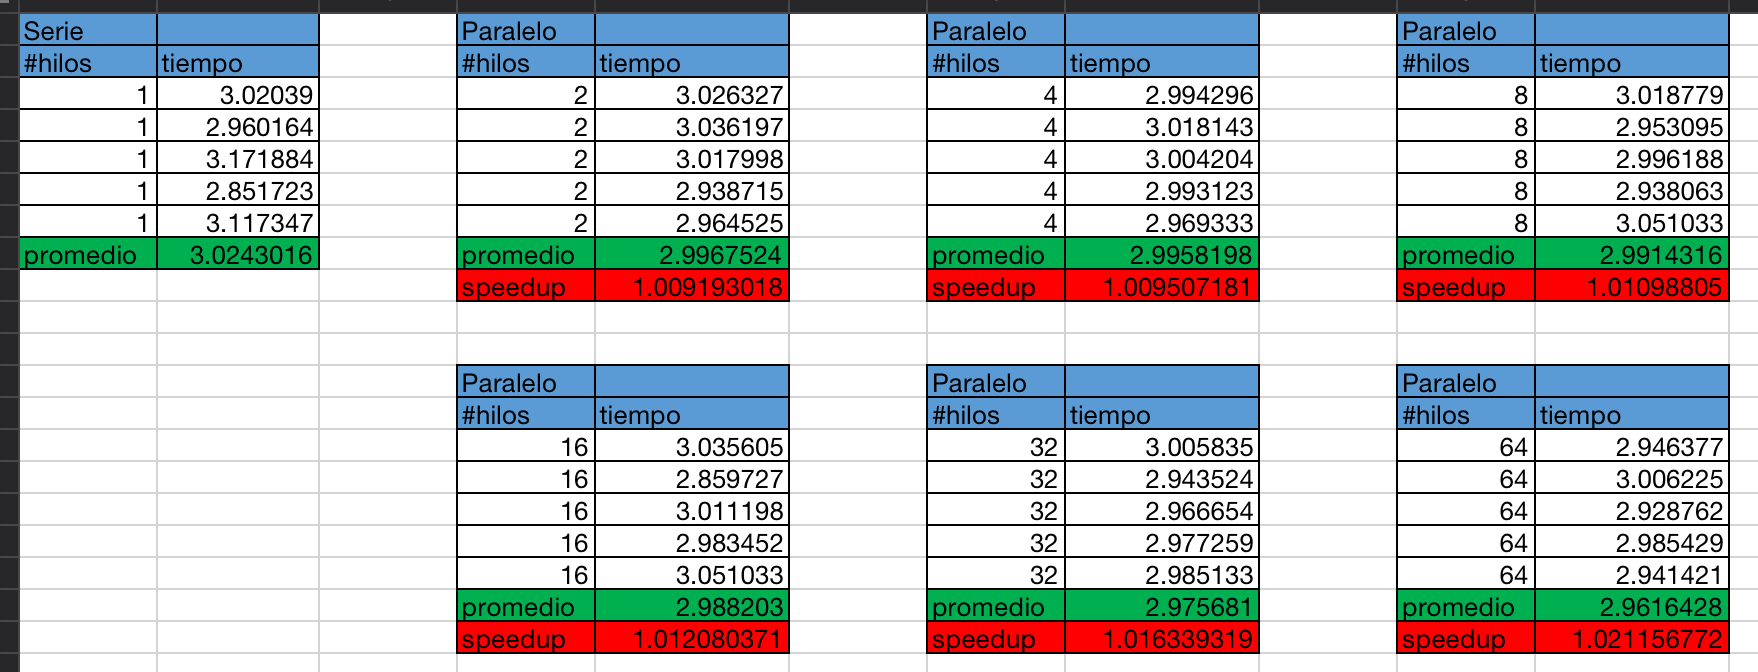 Serie
#hilos tiempo
1 3.02039
1 2.960164
1 3.171884
1 2.851723
1 3.117347
promedio 3.0243016
Paralelo
#hilos tiempo
2 3.026327
2 3.036197
2 3.017998
2 2.938715
2 2.964525
promedio 2.9967524
speedup 1.009193018
Paralelo
#hilos tiempo
4 2.994296
4 3.018143
4 3.004204
4 2.993123
4 2.969333
promedio 2.9958198
speedup 1.009507181
Paralelo
#hilos tiempo
8 3.018779
8 2.953095
8 2.996188
8 2.938063
8 3.051033
promedio 2.9914316
speedup 1.01098805
Paralelo
#hilos tiempo
16 3.035605
16 2.859727
16 3.011198
16 2.983452
16 3.051033
promedio 2.988203
speedup 1.012080371
Paralelo
#hilos tiempo
32 3.005835
32 2.943524
32 2.966654
32 2.977259
32 2.985133
promedio 2.975681
speedup 1.016339319
Paralelo
#hilos tiempo
64 2.946377
64 3.006225
64 2.928762
64 2.985429
64 2.941421
promedio 2.9616428
speedup 1.021156772